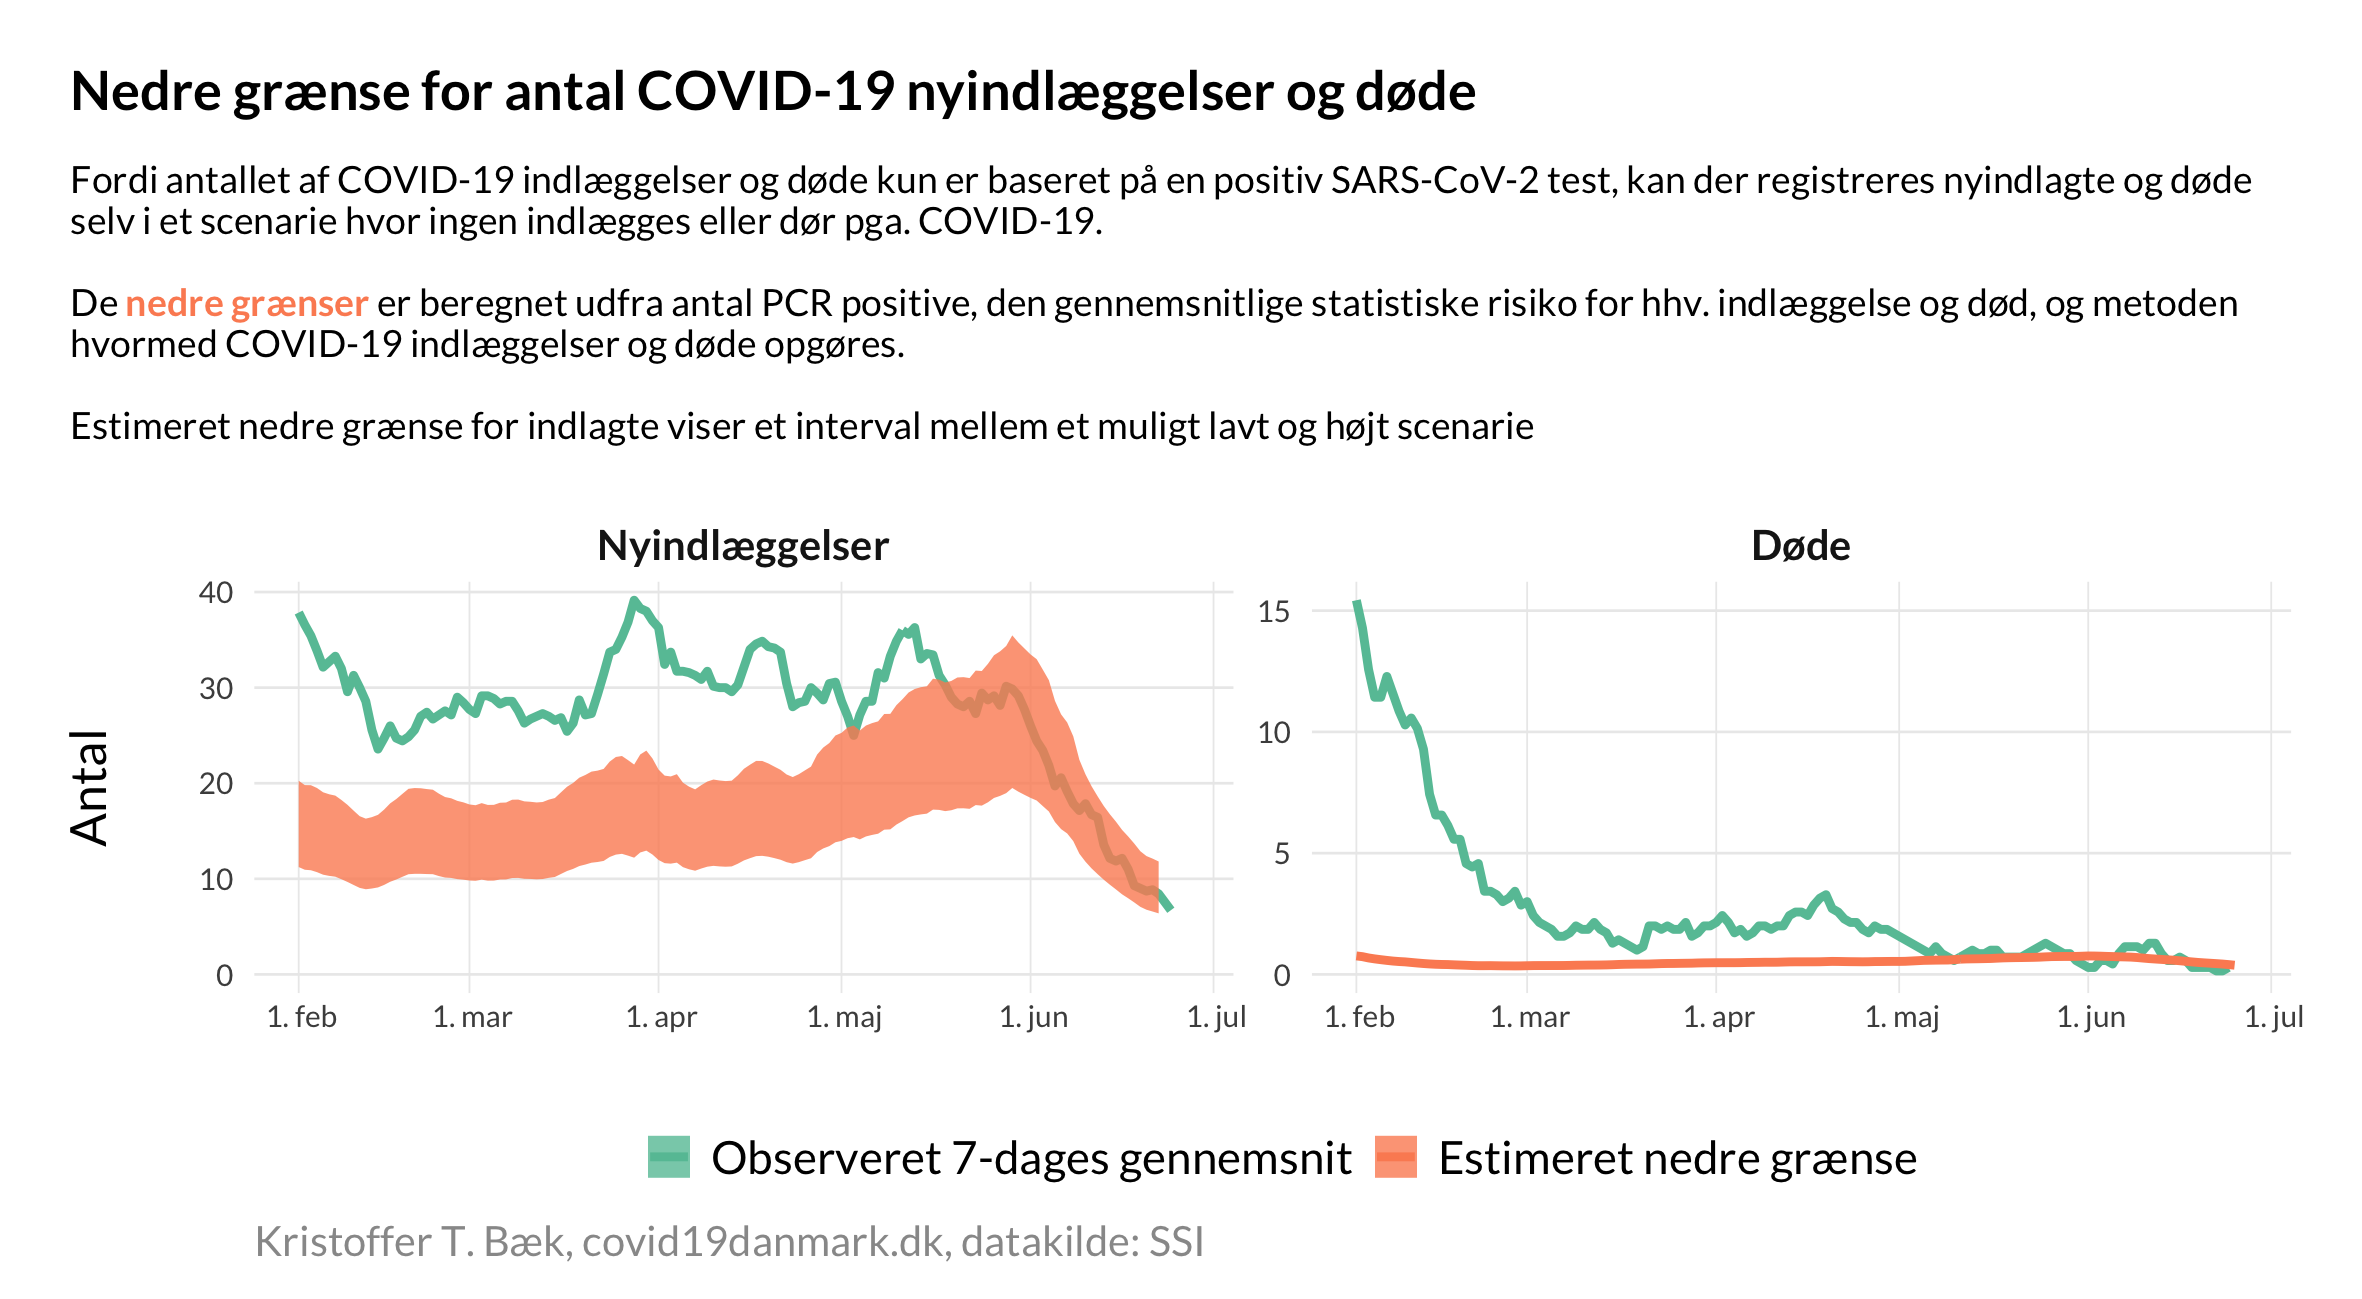 Nedre grænse for antal COVID-19 nyindlæggelser og døde
Fordi antallet af COVID-19 indlæggelser og døde kun er baseret på en positiv SARS-CoV-2 test, kan der registreres nyindlagte og døde
selv i et scenarie hvor ingen indlægges eller dør pga. COVID-19.
De nedre grænser er beregnet udfra antal PCR positive, den gennemsnitlige statistiske risiko for hhv. indlæggelse og død, og metoden
hvormed COVID-19 indlæggelser og døde opgøres.
Estimeret nedre grænse for indlagte viser et interval mellem et muligt lavt og højt scenarie
Nyindlæggelser
Antal
40
30
20
10
0
1. feb 1. mar 1. apr 1. maj 1. jun 1. jul
Døde
15
10
5
0
1. feb 1. mar 1. apr 1. maj 1. jun 1. jul
Observeret 7-dages gennemsnit Estimeret nedre grænse
Kristoffer T. Bæk, covid19danmark.dk, datakilde: SSI